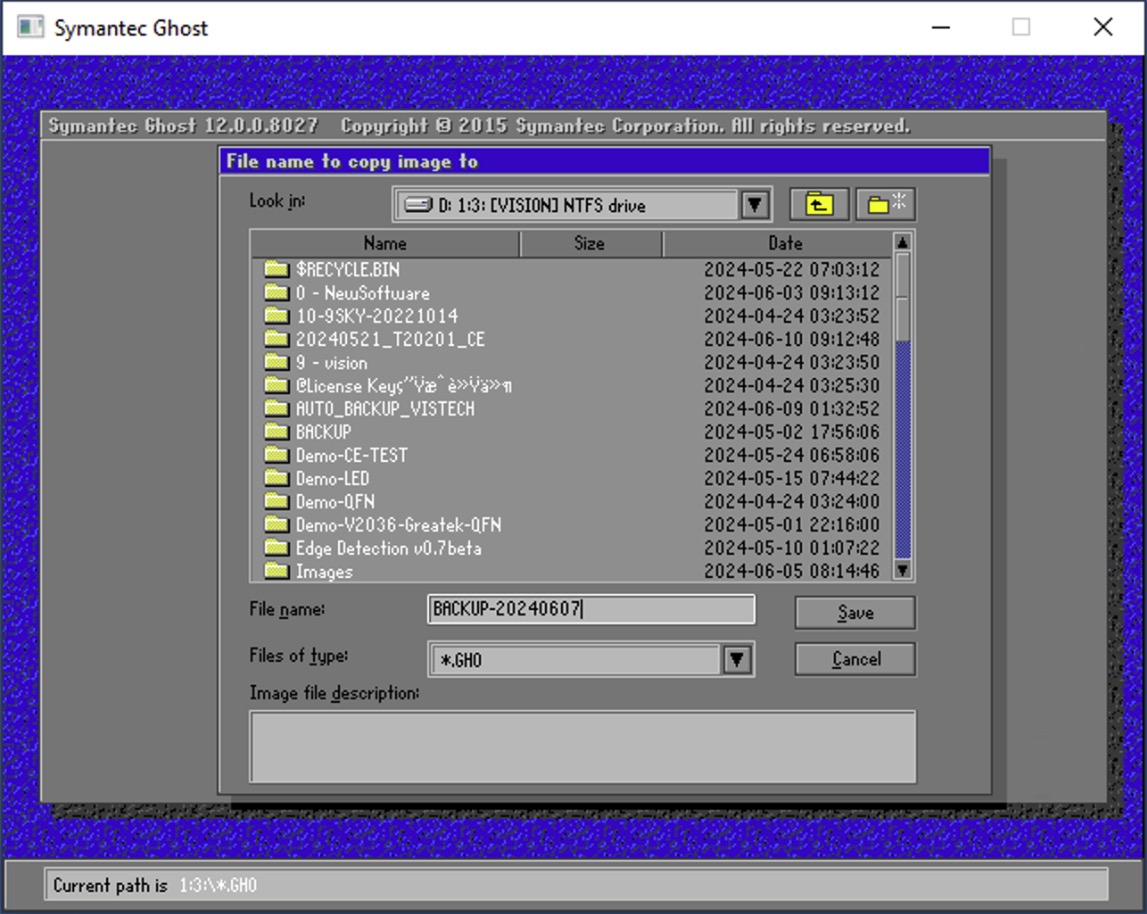 Symantec Ghost
Symantec Ghost 12.0.0.8027 Copyright © 2015 Symantec Corporation. All rights reserved.
File name to copy image to
Look in: D: 1:3: [VISION] NTFS drive
Name Size Date
$RECYCLE.BIN 2024-05-22 07:03:12
0 - NewSoftware 2024-06-03 09:13:12
10-9SKY-20221014 2024-04-24 03:23:52
20240521_T20201_CE 2024-06-10 09:12:48
9 - vision 2024-04-24 03:23:50
@License Keyç”Ÿæˆè»Ÿä»¶ 2024-04-24 03:25:30
AUTO_BACKUP_VISTECH 2024-06-09 01:32:52
BACKUP 2024-05-02 17:56:06
Demo-CE-TEST 2024-05-24 06:58:06
Demo-LED 2024-05-15 07:44:22
Demo-QFN 2024-04-24 03:24:00
Demo-V2036-Greatek-QFN 2024-05-01 22:16:00
Edge Detection v0.7beta 2024-05-10 01:07:22
Images 2024-06-05 08:14:46
File name: BACKUP-20240607 Save
Files of type: *.GHO Cancel
Image file description:
Current path is 1:3:\*.GHO